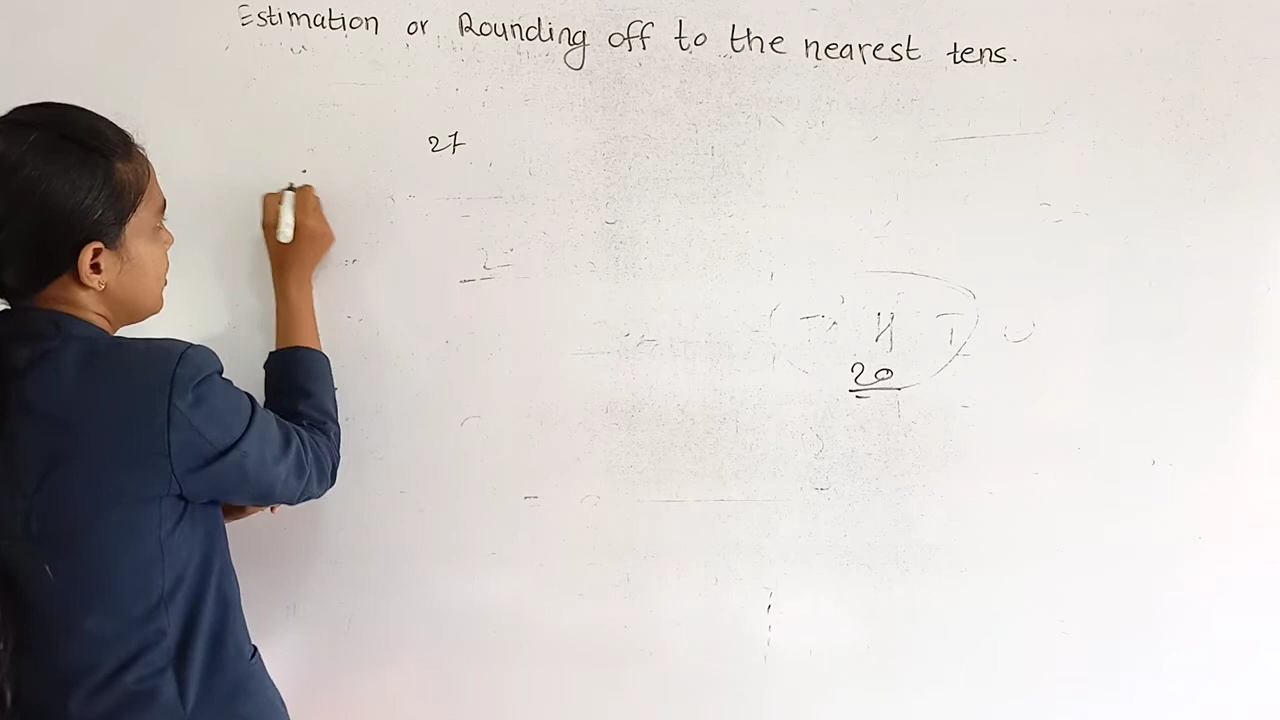 Estimation or Rounding off to the nearest tens.
27
H T U
20